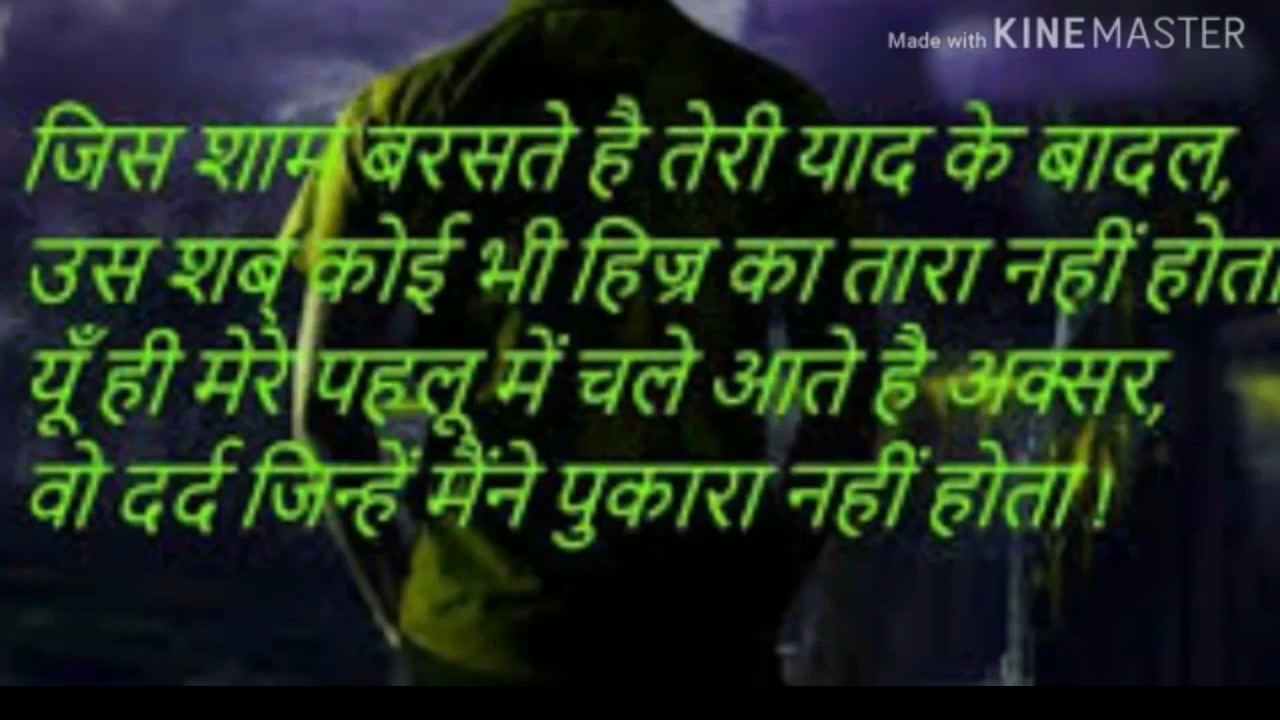 Made with KINEMASTER
जिस शाम बरसते है तेरी याद के बादल,
उस शब् कोई भी हिज्र का तारा नहीं होता
यूँ ही मेरे पहलू में चले आते है अक्सर,
वो दर्द जिन्हें मैंने पुकारा नहीं होता !